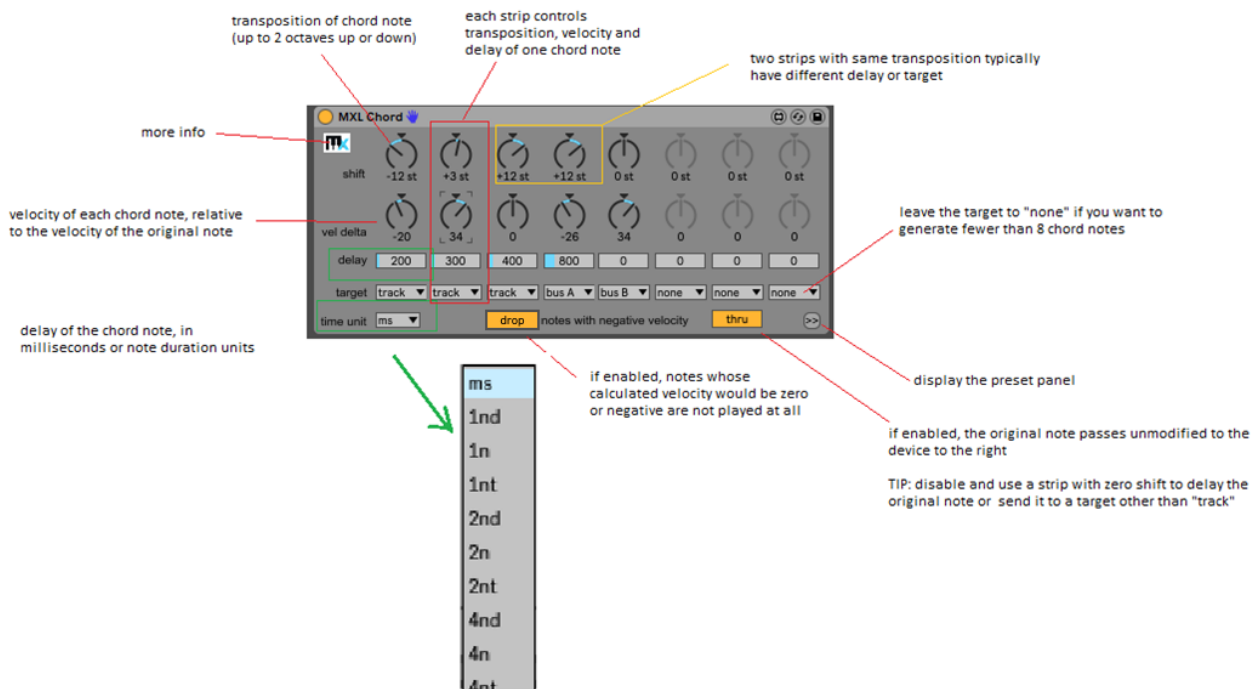 transposition of chord note
(up to 2 octaves up or down)
each strip controls
transposition, velocity and
delay of one chord note
two strips with same transposition typically
have different delay or target
more info
MXL Chord
mx
shift
-12 st
+3 st
+12 st
+12 st
0 st
0 st
0 st
0 st
velocity of each chord note, relative
to the velocity of the original note
vel delta
-20
34
0
-26
34
0
0
0
leave the target to "none" if you want to
generate fewer than 8 chord notes
delay
200
300
400
800
0
0
0
0
target
track
track
track
bus A
bus B
none
none
none
time unit
ms
drop
notes with negative velocity
thru
>>
delay of the chord note, in
milliseconds or note duration units
if enabled, notes whose
calculated velocity would be zero
or negative are not played at all
display the preset panel
if enabled, the original note passes unmodified to the
device to the right
TIP: disable and use a strip with zero shift to delay the
original note or send it to a target other than "track"
ms
1nd
1n
1nt
2nd
2n
2nt
4nd
4n
4nt